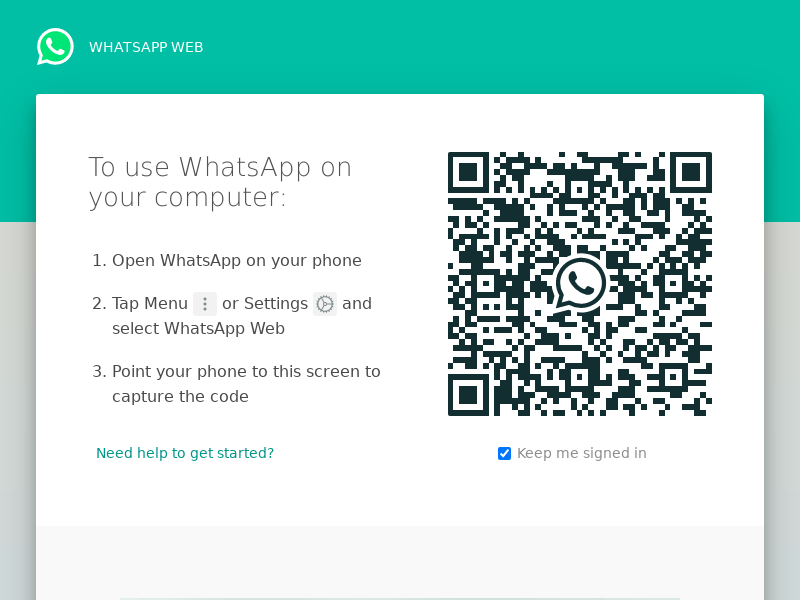 WHATSAPP WEB
To use WhatsApp on
your computer:
1. Open WhatsApp on your phone
2. Tap Menu or Settings and
select WhatsApp Web
3. Point your phone to this screen to
capture the code
Need help to get started?
Keep me signed in